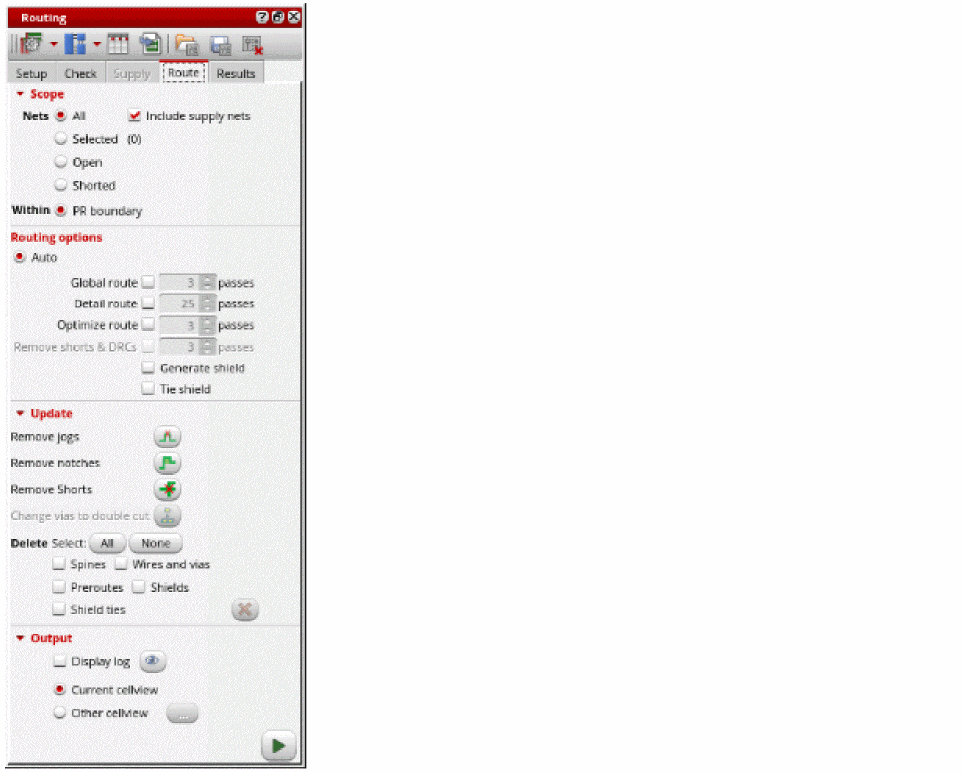 Routing
Setup Check Supply Route Results
Scope
Nets All Include supply nets
Selected (0)
Open
Shorted
Within PR boundary
Routing options
Auto
Global route 3 passes
Detail route 25 passes
Optimize route 3 passes
Remove shorts & DRCs 3 passes
Generate shield
Tie shield
Update
Remove jogs
Remove notches
Remove Shorts
Change vias to double cut
Delete Select: All None
Spines Wires and vias
Preroutes Shields
Shield ties
Output
Display log
Current cellview
Other cellview ...